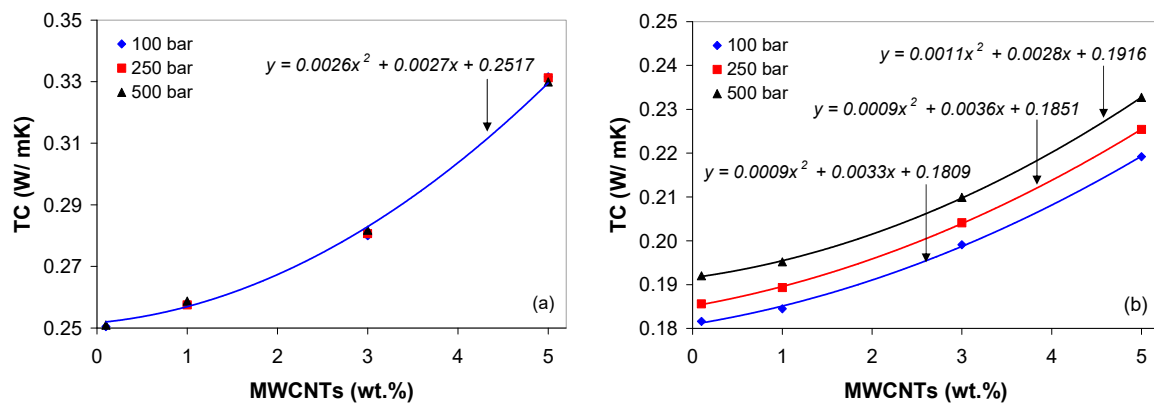 0.35
0.33
0.31
0.29
0.27
0.25
TC (W/ mK)
100 bar
250 bar
500 bar
y = 0.0026x² + 0.0027x + 0.2517
(a)
0 1 2 3 4 5
MWCNTs (wt.%)
0.25
0.24
0.23
0.22
0.21
0.20
0.19
0.18
TC (W/ mK)
100 bar
250 bar
500 bar
y = 0.0011x² + 0.0028x + 0.1916
y = 0.0009x² + 0.0036x + 0.1851
y = 0.0009x² + 0.0033x + 0.1809
(b)
0 1 2 3 4 5
MWCNTs (wt.%)